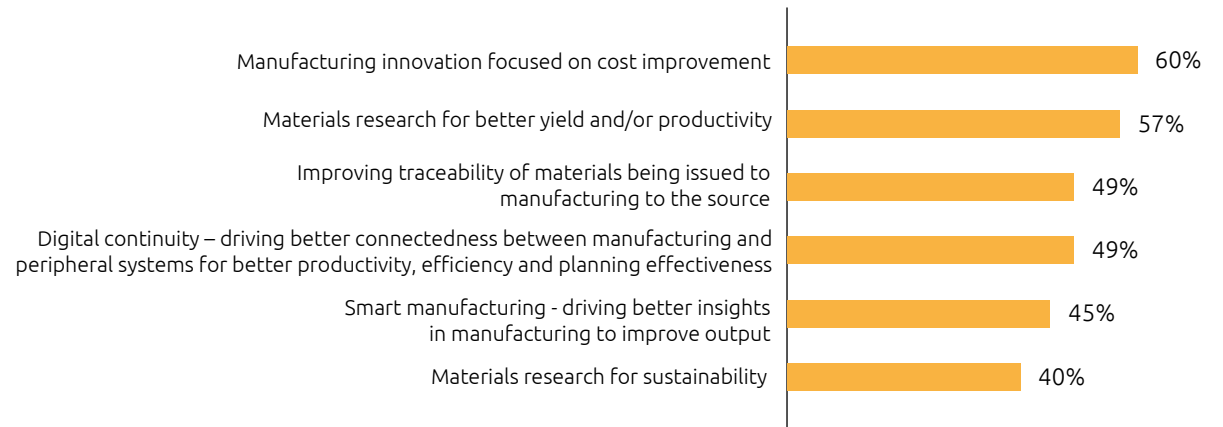 Manufacturing innovation focused on cost improvement 60%
Materials research for better yield and/or productivity 57%
Improving traceability of materials being issued to
manufacturing to the source 49%
Digital continuity – driving better connectedness between manufacturing and
peripheral systems for better productivity, efficiency and planning effectiveness 49%
Smart manufacturing - driving better insights
in manufacturing to improve output 45%
Materials research for sustainability 40%